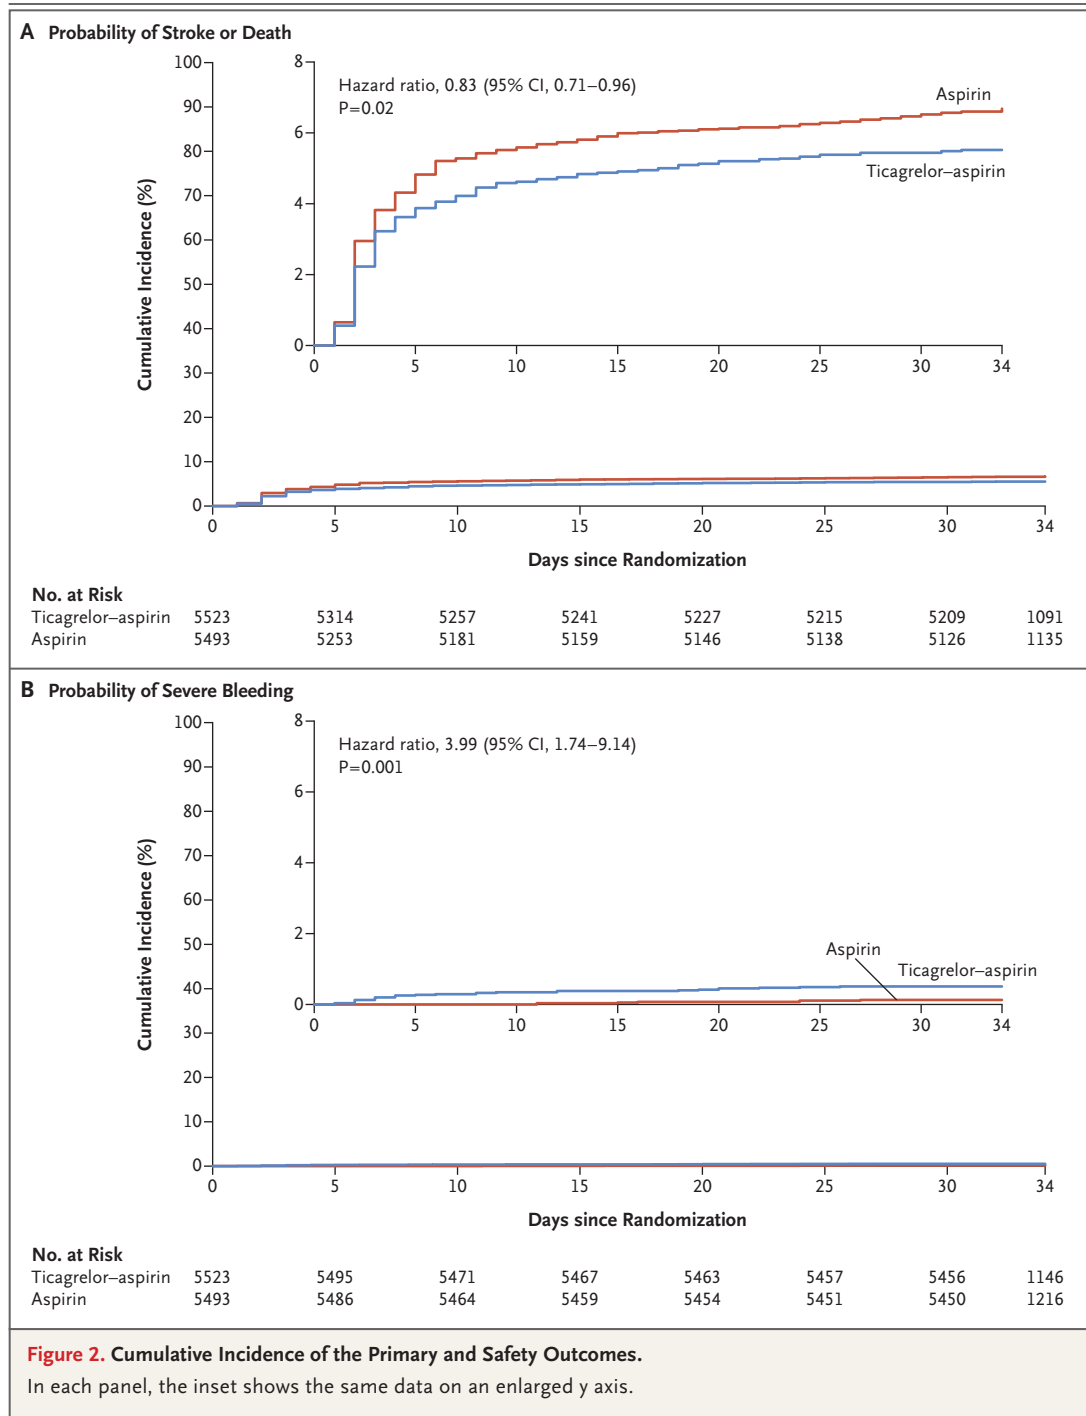 A Probability of Stroke or Death
100
90
80
70
60
50
40
30
20
10
0
Cumulative Incidence (%)
8
6
4
2
0
Hazard ratio, 0.83 (95% CI, 0.71–0.96)
P=0.02
Aspirin
Ticagrelor–aspirin
0 5 10 15 20 25 30 34
0 5 10 15 20 25 30 34
Days since Randomization
No. at Risk
Ticagrelor–aspirin 5523 5314 5257 5241 5227 5215 5209 1091
Aspirin 5493 5253 5181 5159 5146 5138 5126 1135
B Probability of Severe Bleeding
100
90
80
70
60
50
40
30
20
10
0
Cumulative Incidence (%)
8
6
4
2
0
Hazard ratio, 3.99 (95% CI, 1.74–9.14)
P=0.001
Aspirin
Ticagrelor–aspirin
0 5 10 15 20 25 30 34
0 5 10 15 20 25 30 34
Days since Randomization
No. at Risk
Ticagrelor–aspirin 5523 5495 5471 5467 5463 5457 5456 1146
Aspirin 5493 5486 5464 5459 5454 5451 5450 1216
Figure 2. Cumulative Incidence of the Primary and Safety Outcomes.
In each panel, the inset shows the same data on an enlarged y axis.